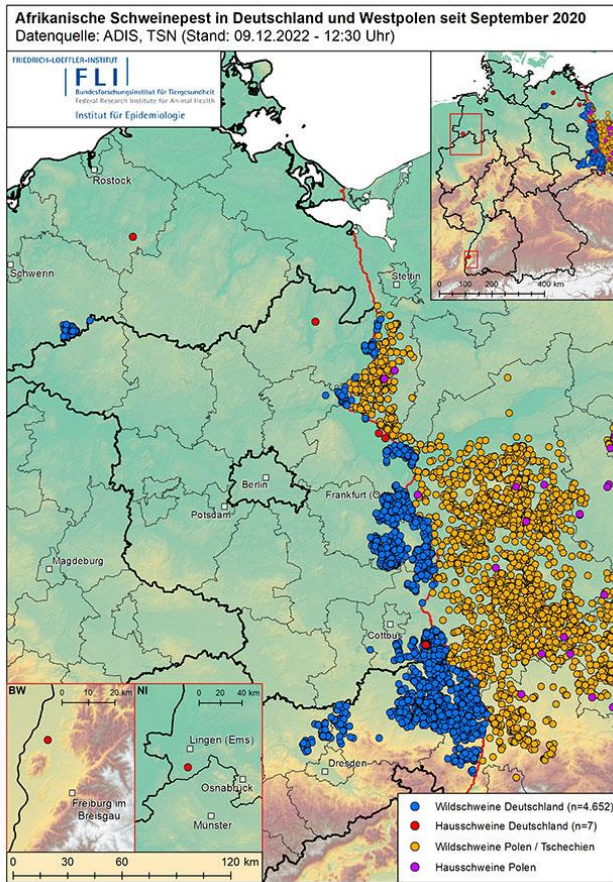 Afrikanische Schweinepest in Deutschland und Westpolen seit September 2020
Datenquelle: ADIS, TSN (Stand: 09.12.2022 - 12:30 Uhr)
FRIEDRICH-LOEFFLER-INSTITUT
FLI
Bundesforschungsinstitut für Tiergesundheit
Federal Research Institute for Animal Health
Institut für Epidemiologie
Rostock
Schwerin
Stettin
0 100 200 400 km
Berlin
Frankfurt (O
Potsdam
Magdeburg
Cottbus
Dresden
BW
0 10 20 km
Freiburg im
Breisgau
NI
0 20 40 km
Lingen (Ems)
Osnabrück
Münster
0 30 60 120 km
Wildschweine Deutschland (n=4.652)
Hausschweine Deutschland (n=7)
Wildschweine Polen / Tschechien
Hausschweine Polen